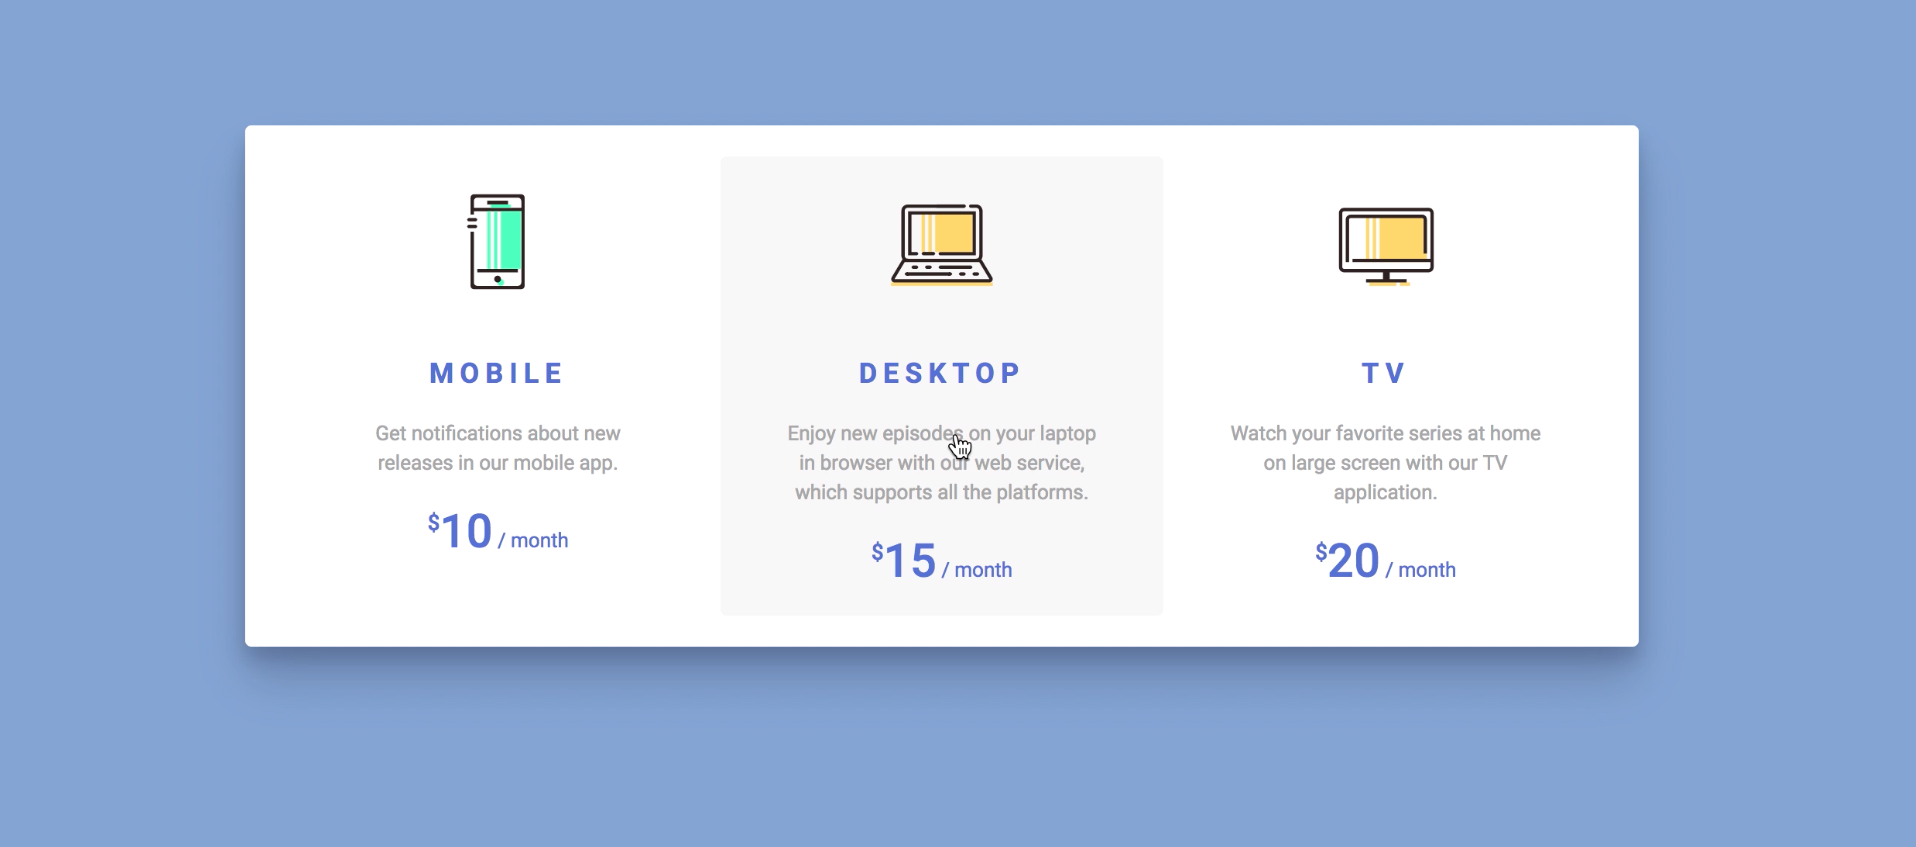 MOBILE
Get notifications about new
releases in our mobile app.
$10 / month
DESKTOP
Enjoy new episodes on your laptop
in browser with our web service,
which supports all the platforms.
$15 / month
TV
Watch your favorite series at home
on large screen with our TV
application.
$20 / month